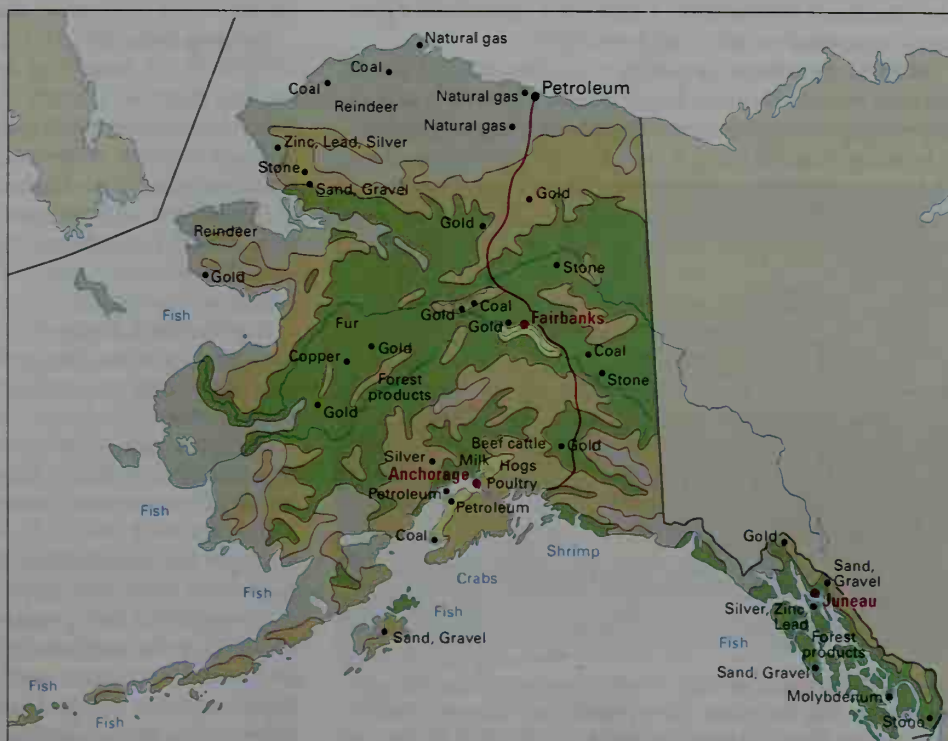 Natural gas
Coal
Coal
Reindeer
Natural gas
Petroleum
Natural gas
Zinc, Lead, Silver
Stone
Sand, Gravel
Gold
Gold
Reindeer
Gold
Stone
Fish
Coal
Gold
Gold
Fairbanks
Fur
Gold
Copper
Coal
Forest
products
Stone
Gold
Beef cattle
Gold
Silver
Milk
Hogs
Anchorage
Poultry
Petroleum
Petroleum
Fish
Coal
Shrimp
Gold
Crabs
Sand,
Gravel
Fish
Juneau
Silver, Zinc,
Lead
Fish
Sand, Gravel
Forest
products
Fish
Sand, Gravel
Fish
Molybdenum
Fish
Stone